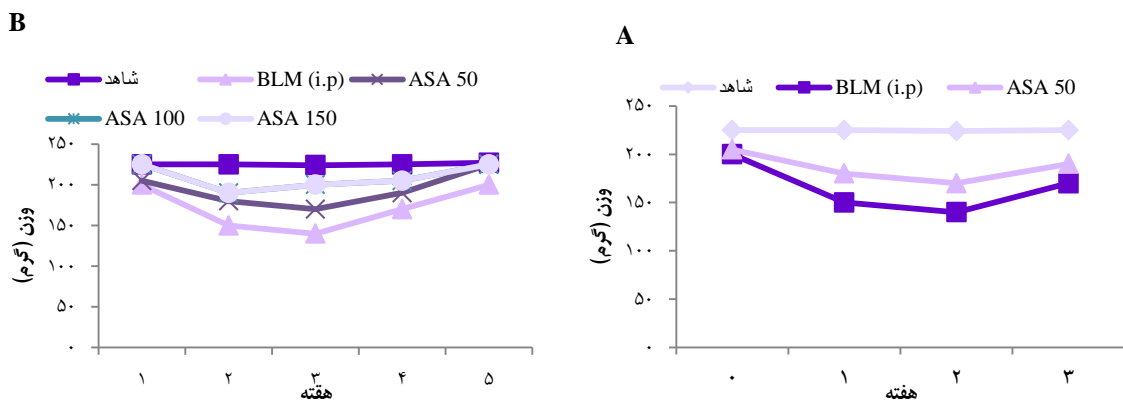 B
شاهد BLM (i.p) ASA 50
ASA 100 ASA 150
وزن (گرم)
۲۵۰
۲۰۰
۱۵۰
۱۰۰
۵۰
۰
۱ ۲ ۳ ۴ ۵
هفته
A
شاهد BLM (i.p) ASA 50
وزن (گرم)
۲۵۰
۲۰۰
۱۵۰
۱۰۰
۵۰
۰
۰ ۱ ۲ ۳
هفته